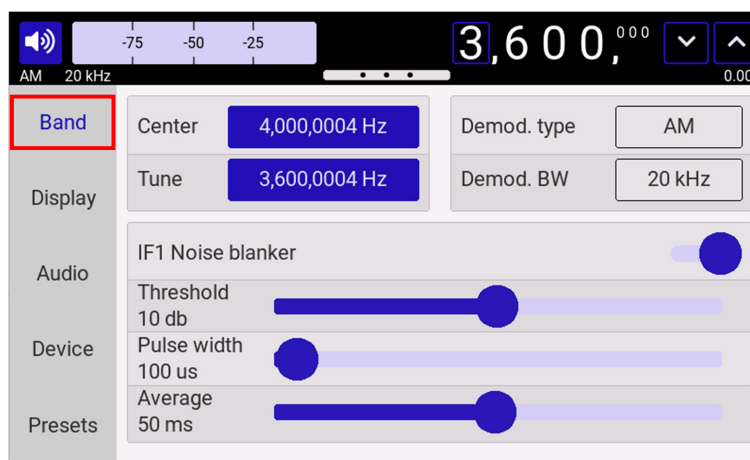 -75 -50 -25
3,600,000
AM 20 kHz
0.00
Band
Display
Audio
Device
Presets
Center 4,000,0004 Hz
Tune 3,600,0004 Hz
Demod. type AM
Demod. BW 20 kHz
IF1 Noise blanker
Threshold
10 db
Pulse width
100 us
Average
50 ms